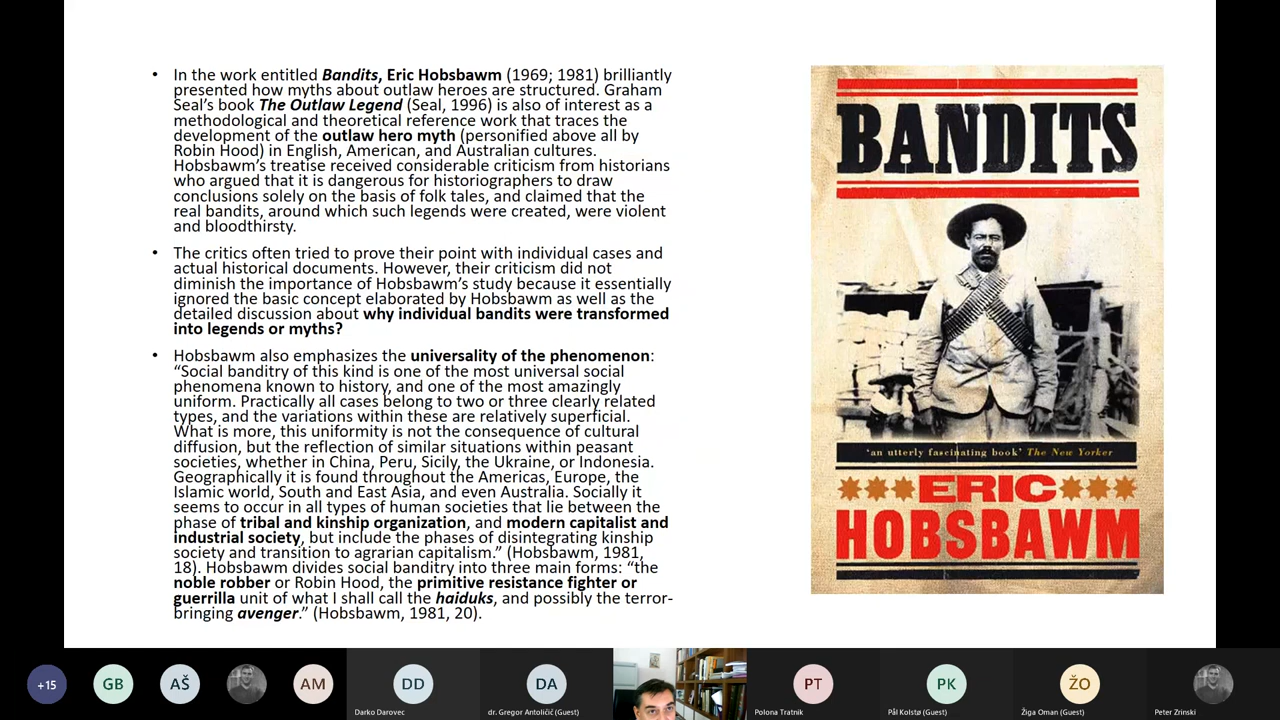 • In the work entitled Bandits, Eric Hobsbawm (1969; 1981) brilliantly
presented how myths about outlaw heroes are structured. Graham
Seal's book The Outlaw Legend (Seal, 1996) is also of interest as a
methodological and theoretical reference work that traces the
development of the outlaw hero myth (personified above all by
Robin Hood) in English, American, and Australian cultures.
Hobsbawm's treatise received considerable criticism from historians
who argued that it is dangerous for historiographers to draw
conclusions solely on the basis of folk tales, and claimed that the
real bandits, around which such legends were created, were violent
and bloodthirsty.
• The critics often tried to prove their point with individual cases and
actual historical documents. However, their criticism did not
diminish the importance of Hobsbawm's study because it essentially
ignored the basic concept elaborated by Hobsbawm as well as the
detailed discussion about why individual bandits were transformed
into legends or myths?
• Hobsbawm also emphasizes the universality of the phenomenon:
"Social banditry of this kind is one of the most universal social
phenomena known to history, and one of the most amazingly
uniform. Practically all cases belong to two or three clearly related
types, and the variations within these are relatively superficial.
What is more, this uniformity is not the consequence of cultural
diffusion, but the reflection of similar situations within peasant
societies, whether in China, Peru, Sicily, the Ukraine, or Indonesia.
Geographically it is found throughout the Americas, Europe, the
Islamic world, South and East Asia, and even Australia. Socially it
seems to occur in all types of human societies that lie between the
phase of tribal and kinship organization, and modern capitalist and
industrial society, but include the phases of disintegrating kinship
society and transition to agrarian capitalism." (Hobsbawm, 1981,
18). Hobsbawm divides social banditry into three main forms: "the
noble robber or Robin Hood, the primitive resistance fighter or
guerrilla unit of what I shall call the haiduks, and possibly the terror-
bringing avenger." (Hobsbawm, 1981, 20).
BANDITS
'an utterly fascinating book' The New Yorker
ERIC
HOBSBAWM
+15
GB
AŠ
AM
DD
DA
PT
PK
ŽO
Darko Darovec
dr. Gregor Antoličič (Guest)
Polona Tratnik
Pål Kolstø (Guest)
Žiga Oman (Guest)
Peter Zrinski